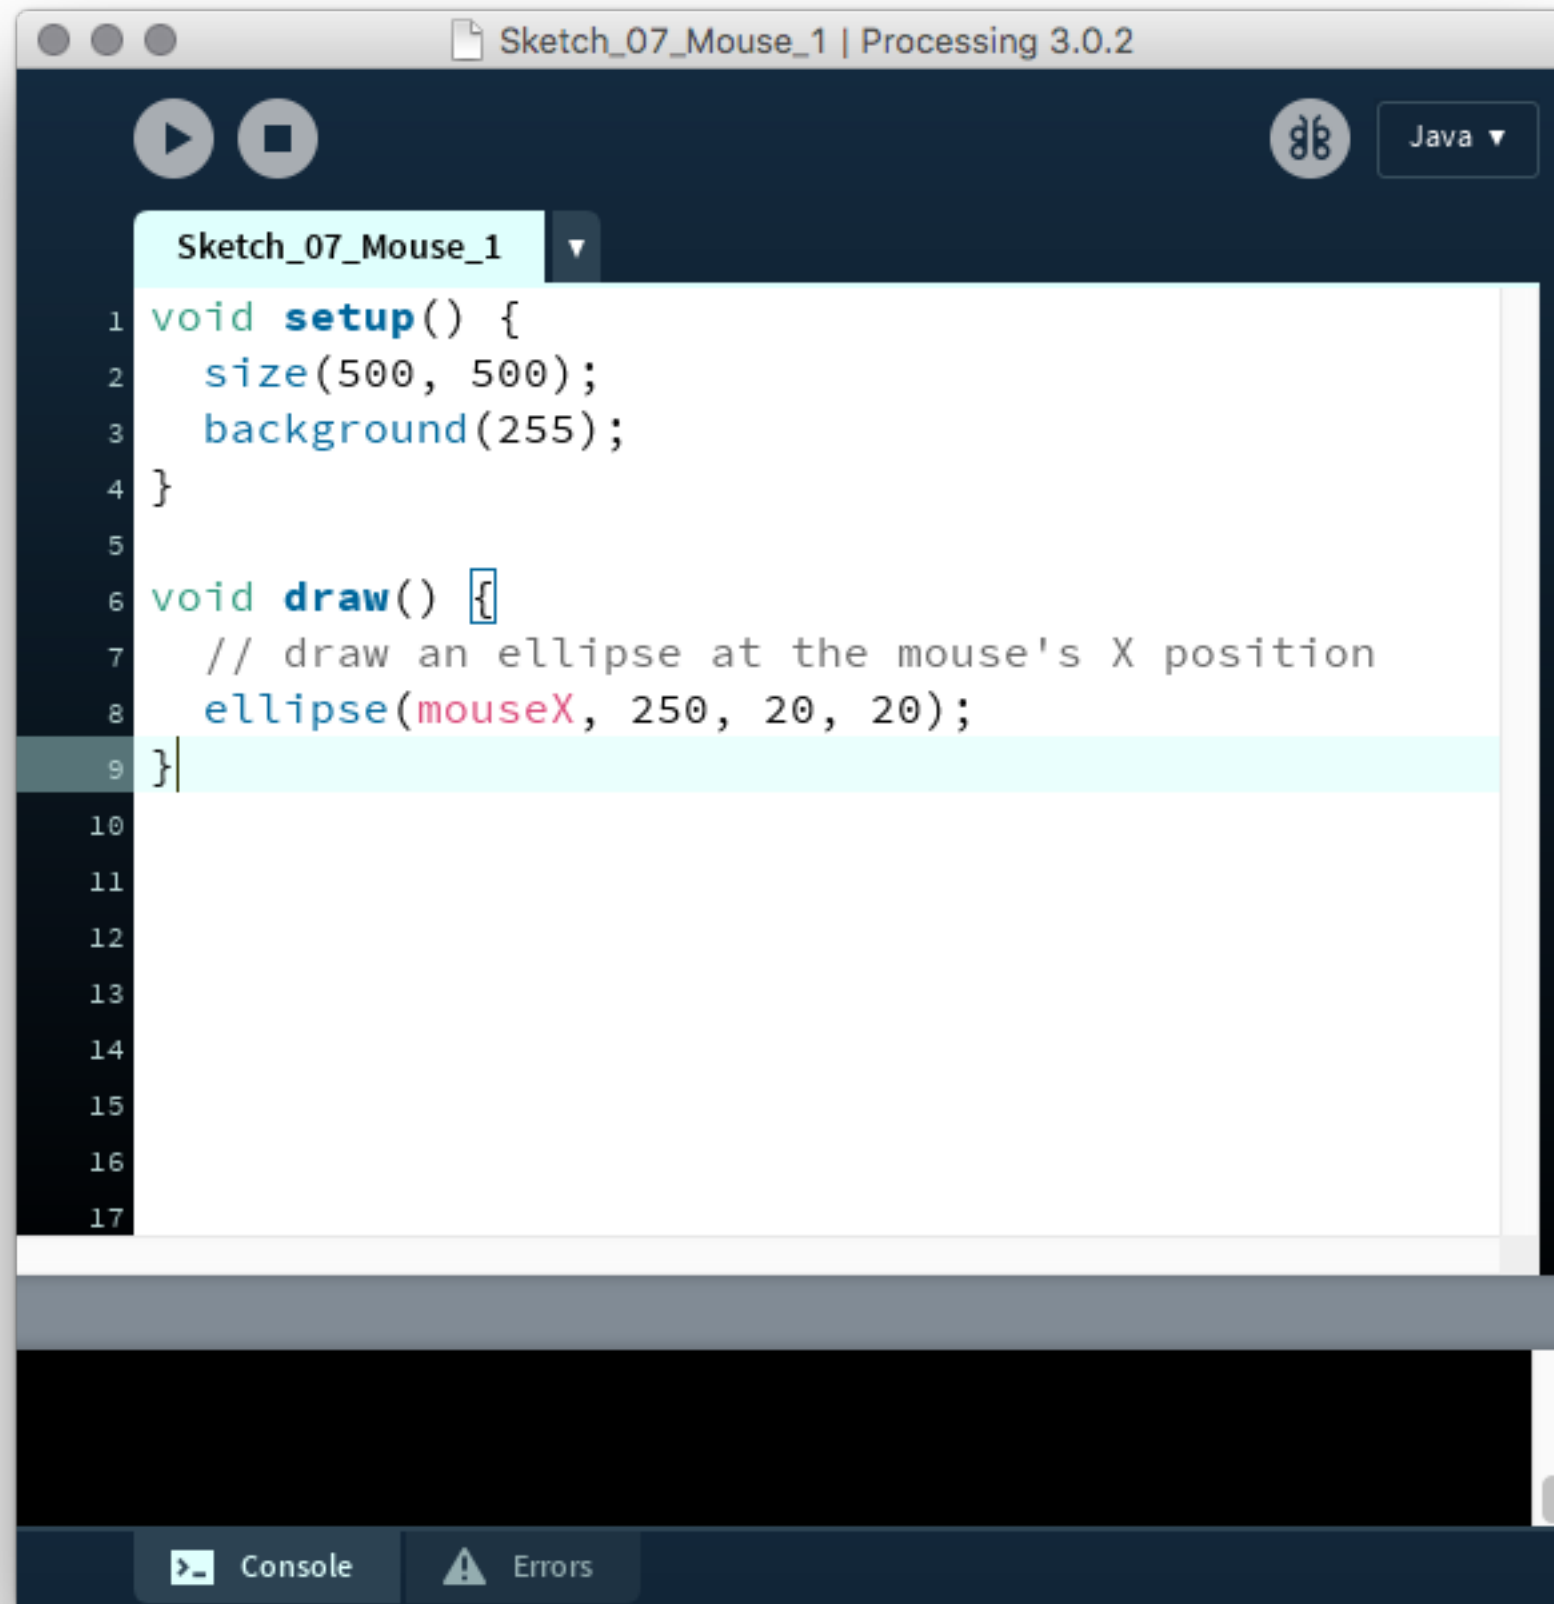 Sketch_07_Mouse_1 | Processing 3.0.2
Java ▼
Sketch_07_Mouse_1 ▼
1 void setup() {
2   size(500, 500);
3   background(255);
4 }
5
6 void draw() {
7   // draw an ellipse at the mouse's X position
8   ellipse(mouseX, 250, 20, 20);
9 }
10
11
12
13
14
15
16
17
Console
Errors